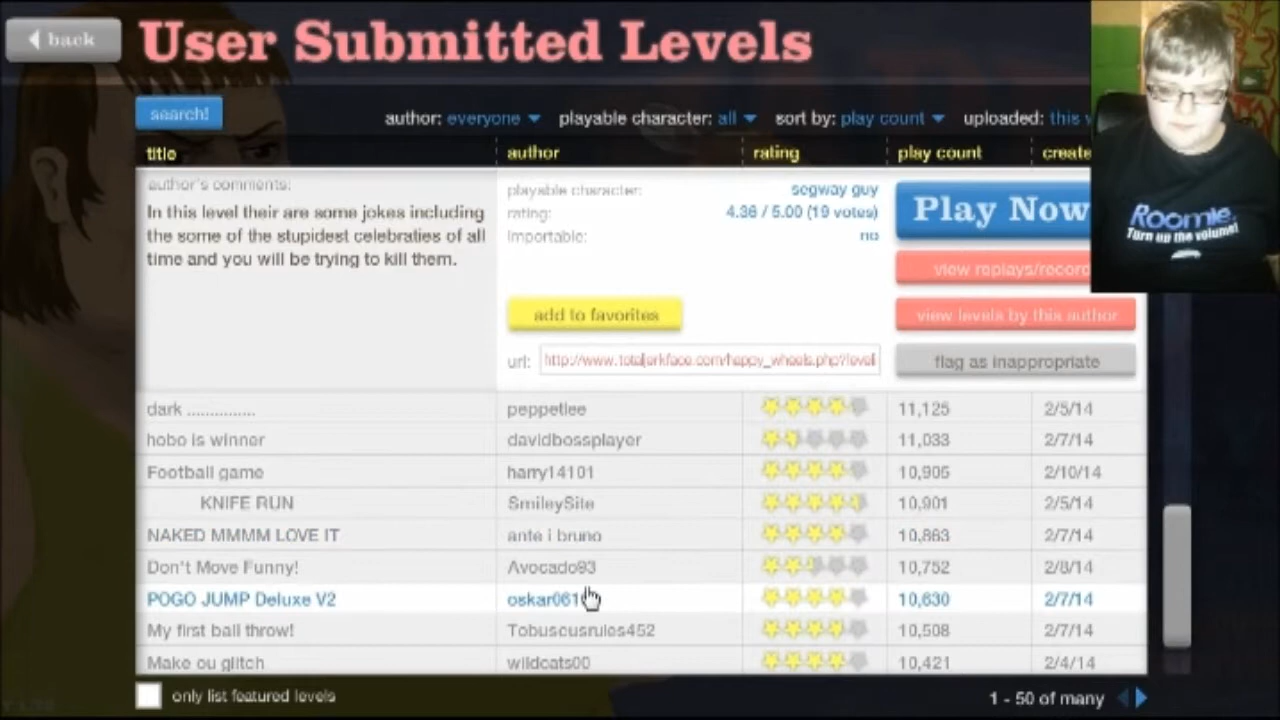 back
User Submitted Levels
search!
author: everyone
playable character: all
sort by: play count
uploaded: this
title author rating play count create
author's comments:
In this level their are some jokes including
the some of the stupidest celebraties of all
time and you will be trying to kill them.
playable character: segway guy
rating: 4.36 / 5.00 (19 votes)
importable: no
add to favorites
url: http://www.totaljerkface.com/happy_wheels.php?level
Play Now
view replays/record
view levels by this author
flag as inappropriate
Roomie.
Turn up the volume!
dark ............... peppetlee 11,125 2/5/14
hobo is winner davidbossplayer 11,033 2/7/14
Football game harry14101 10,905 2/10/14
KNIFE RUN SmileySite 10,901 2/5/14
NAKED MMMM LOVE IT ante i bruno 10,863 2/7/14
Don't Move Funny! Avocado93 10,752 2/8/14
POGO JUMP Deluxe V2 10,630 2/7/14
My first ball throw! Tobuscusrules452 10,508 2/7/14
Make ou glitch wildcats00 10,421 2/4/14
only list featured levels
1 - 50 of many